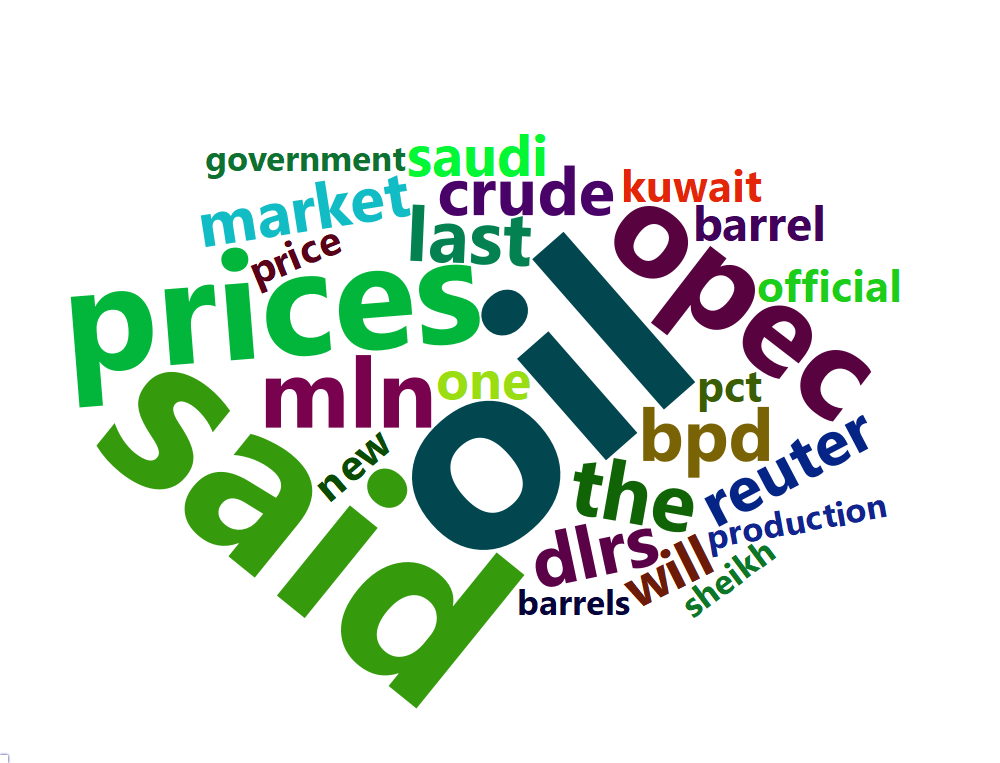 government
saudi
market
crude
kuwait
price
last
barrel
prices
oil
opec
official
mln
one
pct
said
new
bpd
the
reuter
dlrs
will
production
barrels
sheikh